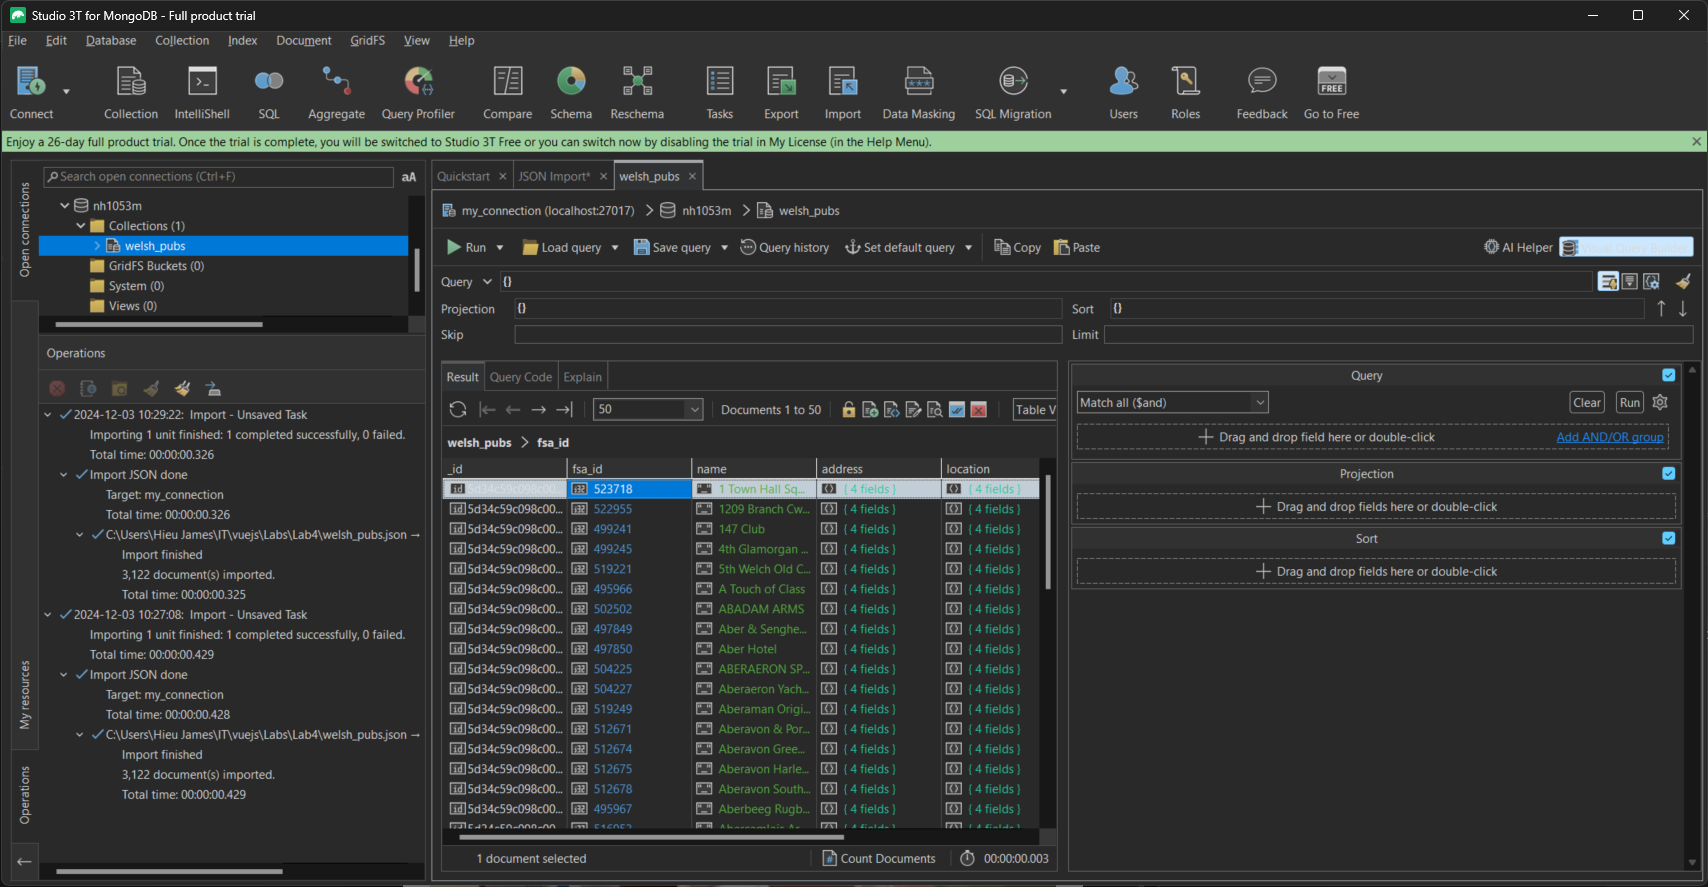 Studio 3T for MongoDB - Full product trial
File Edit Database Collection Index Document GridFS View Help
Connect Collection IntelliShell SQL Aggregate Query Profiler Compare Schema Reschema Tasks Export Import Data Masking SQL Migration Users Roles Feedback FREE Go to Free
Enjoy a 26-day full product trial. Once the trial is complete, you will be switched to Studio 3T Free or you can switch now by disabling the trial in My License (in the Help Menu).
Open connections
My resources
Operations
Search open connections (Ctrl+F) aA
nh1053m
Collections (1)
welsh_pubs
GridFS Buckets (0)
System (0)
Views (0)
Operations
2024-12-03 10:29:22: Import - Unsaved Task
Importing 1 unit finished: 1 completed successfully, 0 failed.
Total time: 00:00:00.326
Import JSON done
Target: my_connection
Total time: 00:00:00.326
C:\Users\Hieu James\IT\vuejs\Labs\Lab4\welsh_pubs.json →
Import finished
3,122 document(s) imported.
Total time: 00:00:00.325
2024-12-03 10:27:08: Import - Unsaved Task
Importing 1 unit finished: 1 completed successfully, 0 failed.
Total time: 00:00:00.429
Import JSON done
Target: my_connection
Total time: 00:00:00.428
C:\Users\Hieu James\IT\vuejs\Labs\Lab4\welsh_pubs.json →
Import finished
3,122 document(s) imported.
Total time: 00:00:00.429
Quickstart JSON Import* welsh_pubs
my_connection (localhost:27017) nh1053m welsh_pubs
Run Load query Save query Query history Set default query Copy Paste AI Helper
Query {}
Projection {} Sort {}
Skip Limit
Result Query Code Explain
50 Documents 1 to 50 Table V
welsh_pubs > fsa_id
_id fsa_id name address location
5d34c59c098c00... 523718 1 Town Hall Sq... { 4 fields } { 4 fields }
5d34c59c098c00... 522955 1209 Branch Cw... { 4 fields } { 4 fields }
5d34c59c098c00... 499241 147 Club { 4 fields } { 4 fields }
5d34c59c098c00... 499245 4th Glamorgan ... { 4 fields } { 4 fields }
5d34c59c098c00... 519221 5th Welch Old C... { 4 fields } { 4 fields }
5d34c59c098c00... 495966 A Touch of Class { 4 fields } { 4 fields }
5d34c59c098c00... 502502 ABADAM ARMS { 4 fields } { 4 fields }
5d34c59c098c00... 497849 Aber & Senghe... { 4 fields } { 4 fields }
5d34c59c098c00... 497850 Aber Hotel { 4 fields } { 4 fields }
5d34c59c098c00... 504225 ABERAERON SP... { 4 fields } { 4 fields }
5d34c59c098c00... 504227 Aberaeron Yach... { 4 fields } { 4 fields }
5d34c59c098c00... 519249 Aberaman Origi... { 4 fields } { 4 fields }
5d34c59c098c00... 512671 Aberavon & Por... { 4 fields } { 4 fields }
5d34c59c098c00... 512674 Aberavon Gree... { 4 fields } { 4 fields }
5d34c59c098c00... 512675 Aberavon Harle... { 4 fields } { 4 fields }
5d34c59c098c00... 512678 Aberavon South... { 4 fields } { 4 fields }
5d34c59c098c00... 495967 Aberbeeg Rugb... { 4 fields } { 4 fields }
1 document selected Count Documents 00:00:00.003
Query
Match all ($and) Clear Run
Drag and drop field here or double-click Add AND/OR group
Projection
Drag and drop fields here or double-click
Sort
Drag and drop fields here or double-click